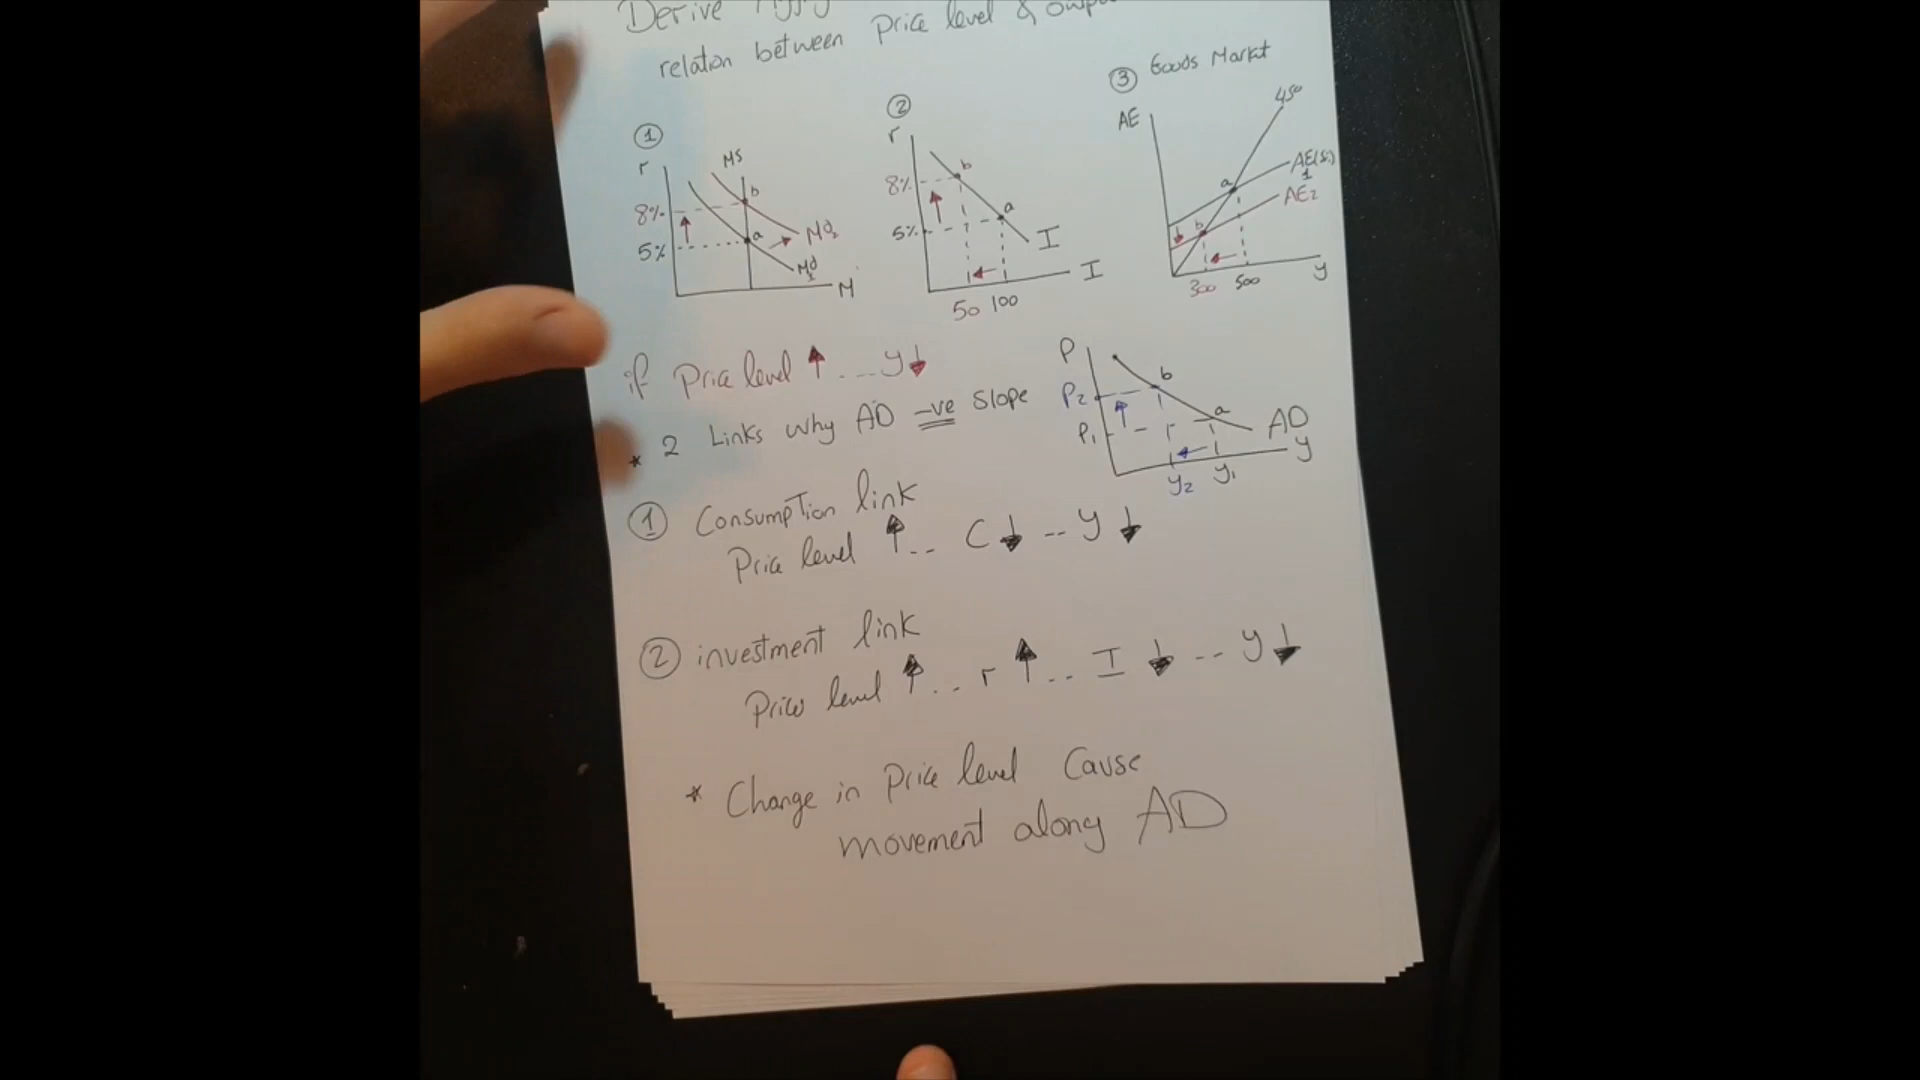 Derive
relation between Price level &
①
r
MS
b
8%
a
5%
Md2
Md1
M
②
r
b
8%
a
5%
I
I
50 100
③ Goods Market
AE
45°
AE1
a
AE2
b
300 500
y
if Price level ↑ ... y↓
* 2 Links why AD -ve Slope
P
b
P2
a
P1
AD
y
y2 y1
① Consumption link
Price level ↑.. C↓ -- y↓
② investment link
Price level ↑... r↑.. I↓ -- y↓
* Change in Price level Cause
movement along AD